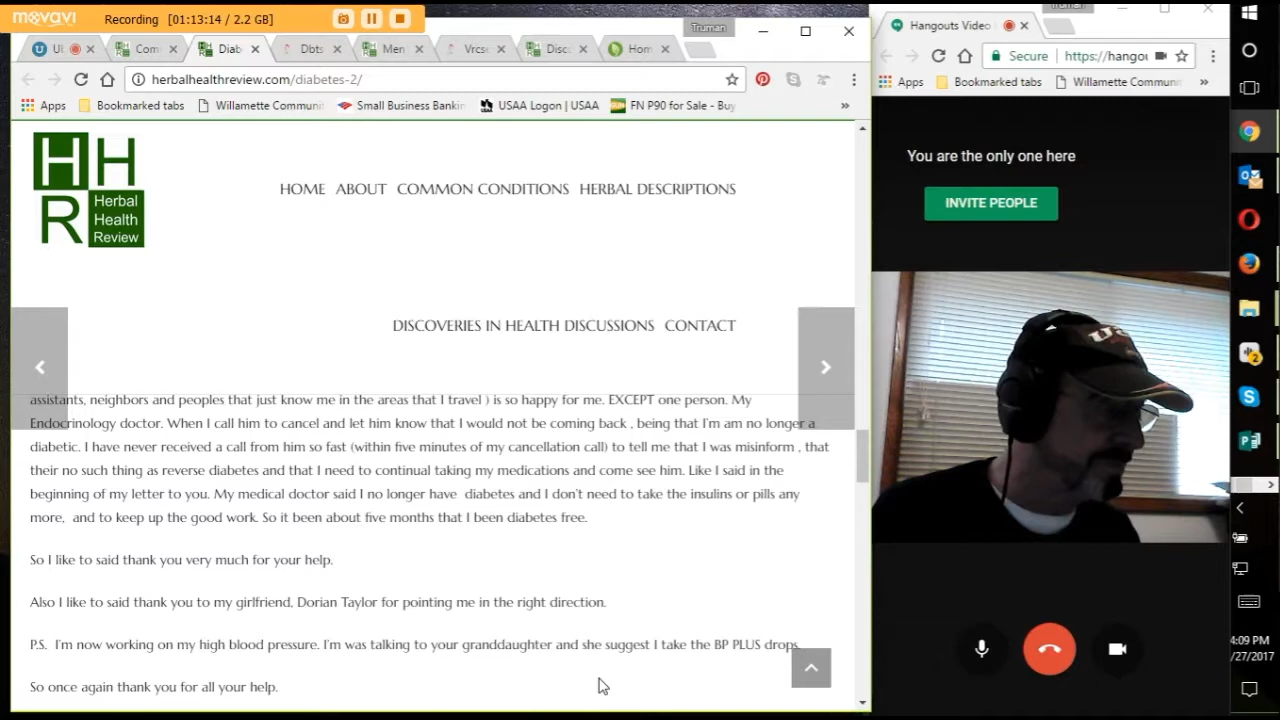 movavi Recording [01:13:14 / 2.2 GB]
Truman
Ul Com Diab Dbts Men Vrcs Disc Hom
herbalhealthreview.com/diabetes-2/
Apps Bookmarked tabs Willamette Commun Small Business Bankin USAA Logon | USAA FN P90 for Sale - Buy »
HHR Herbal Health Review
HOME ABOUT COMMON CONDITIONS HERBAL DESCRIPTIONS
DISCOVERIES IN HEALTH DISCUSSIONS CONTACT
assistants, neighbors and peoples that just know me in the areas that I travel ) is so happy for me. EXCEPT one person. My
Endocrinology doctor. When I call him to cancel and let him know that I would not be coming back , being that I'm am no longer a
diabetic. I have never received a call from him so fast (within five minutes of my cancellation call) to tell me that I was misinform , that
their no such thing as reverse diabetes and that I need to continual taking my medications and come see him. Like I said in the
beginning of my letter to you. My medical doctor said I no longer have diabetes and I don't need to take the insulins or pills any
more, and to keep up the good work. So it been about five months that I been diabetes free.
So I like to said thank you very much for your help.
Also I like to said thank you to my girlfriend, Dorian Taylor for pointing me in the right direction.
P.S. I'm now working on my high blood pressure. I'm was talking to your granddaughter and she suggest I take the BP PLUS drops.
So once again thank you for all your help.
Truman
Hangouts Video
Secure https://hangou
Apps Bookmarked tabs Willamette Commun »
You are the only one here
INVITE PEOPLE
2
4:09 PM
/27/2017